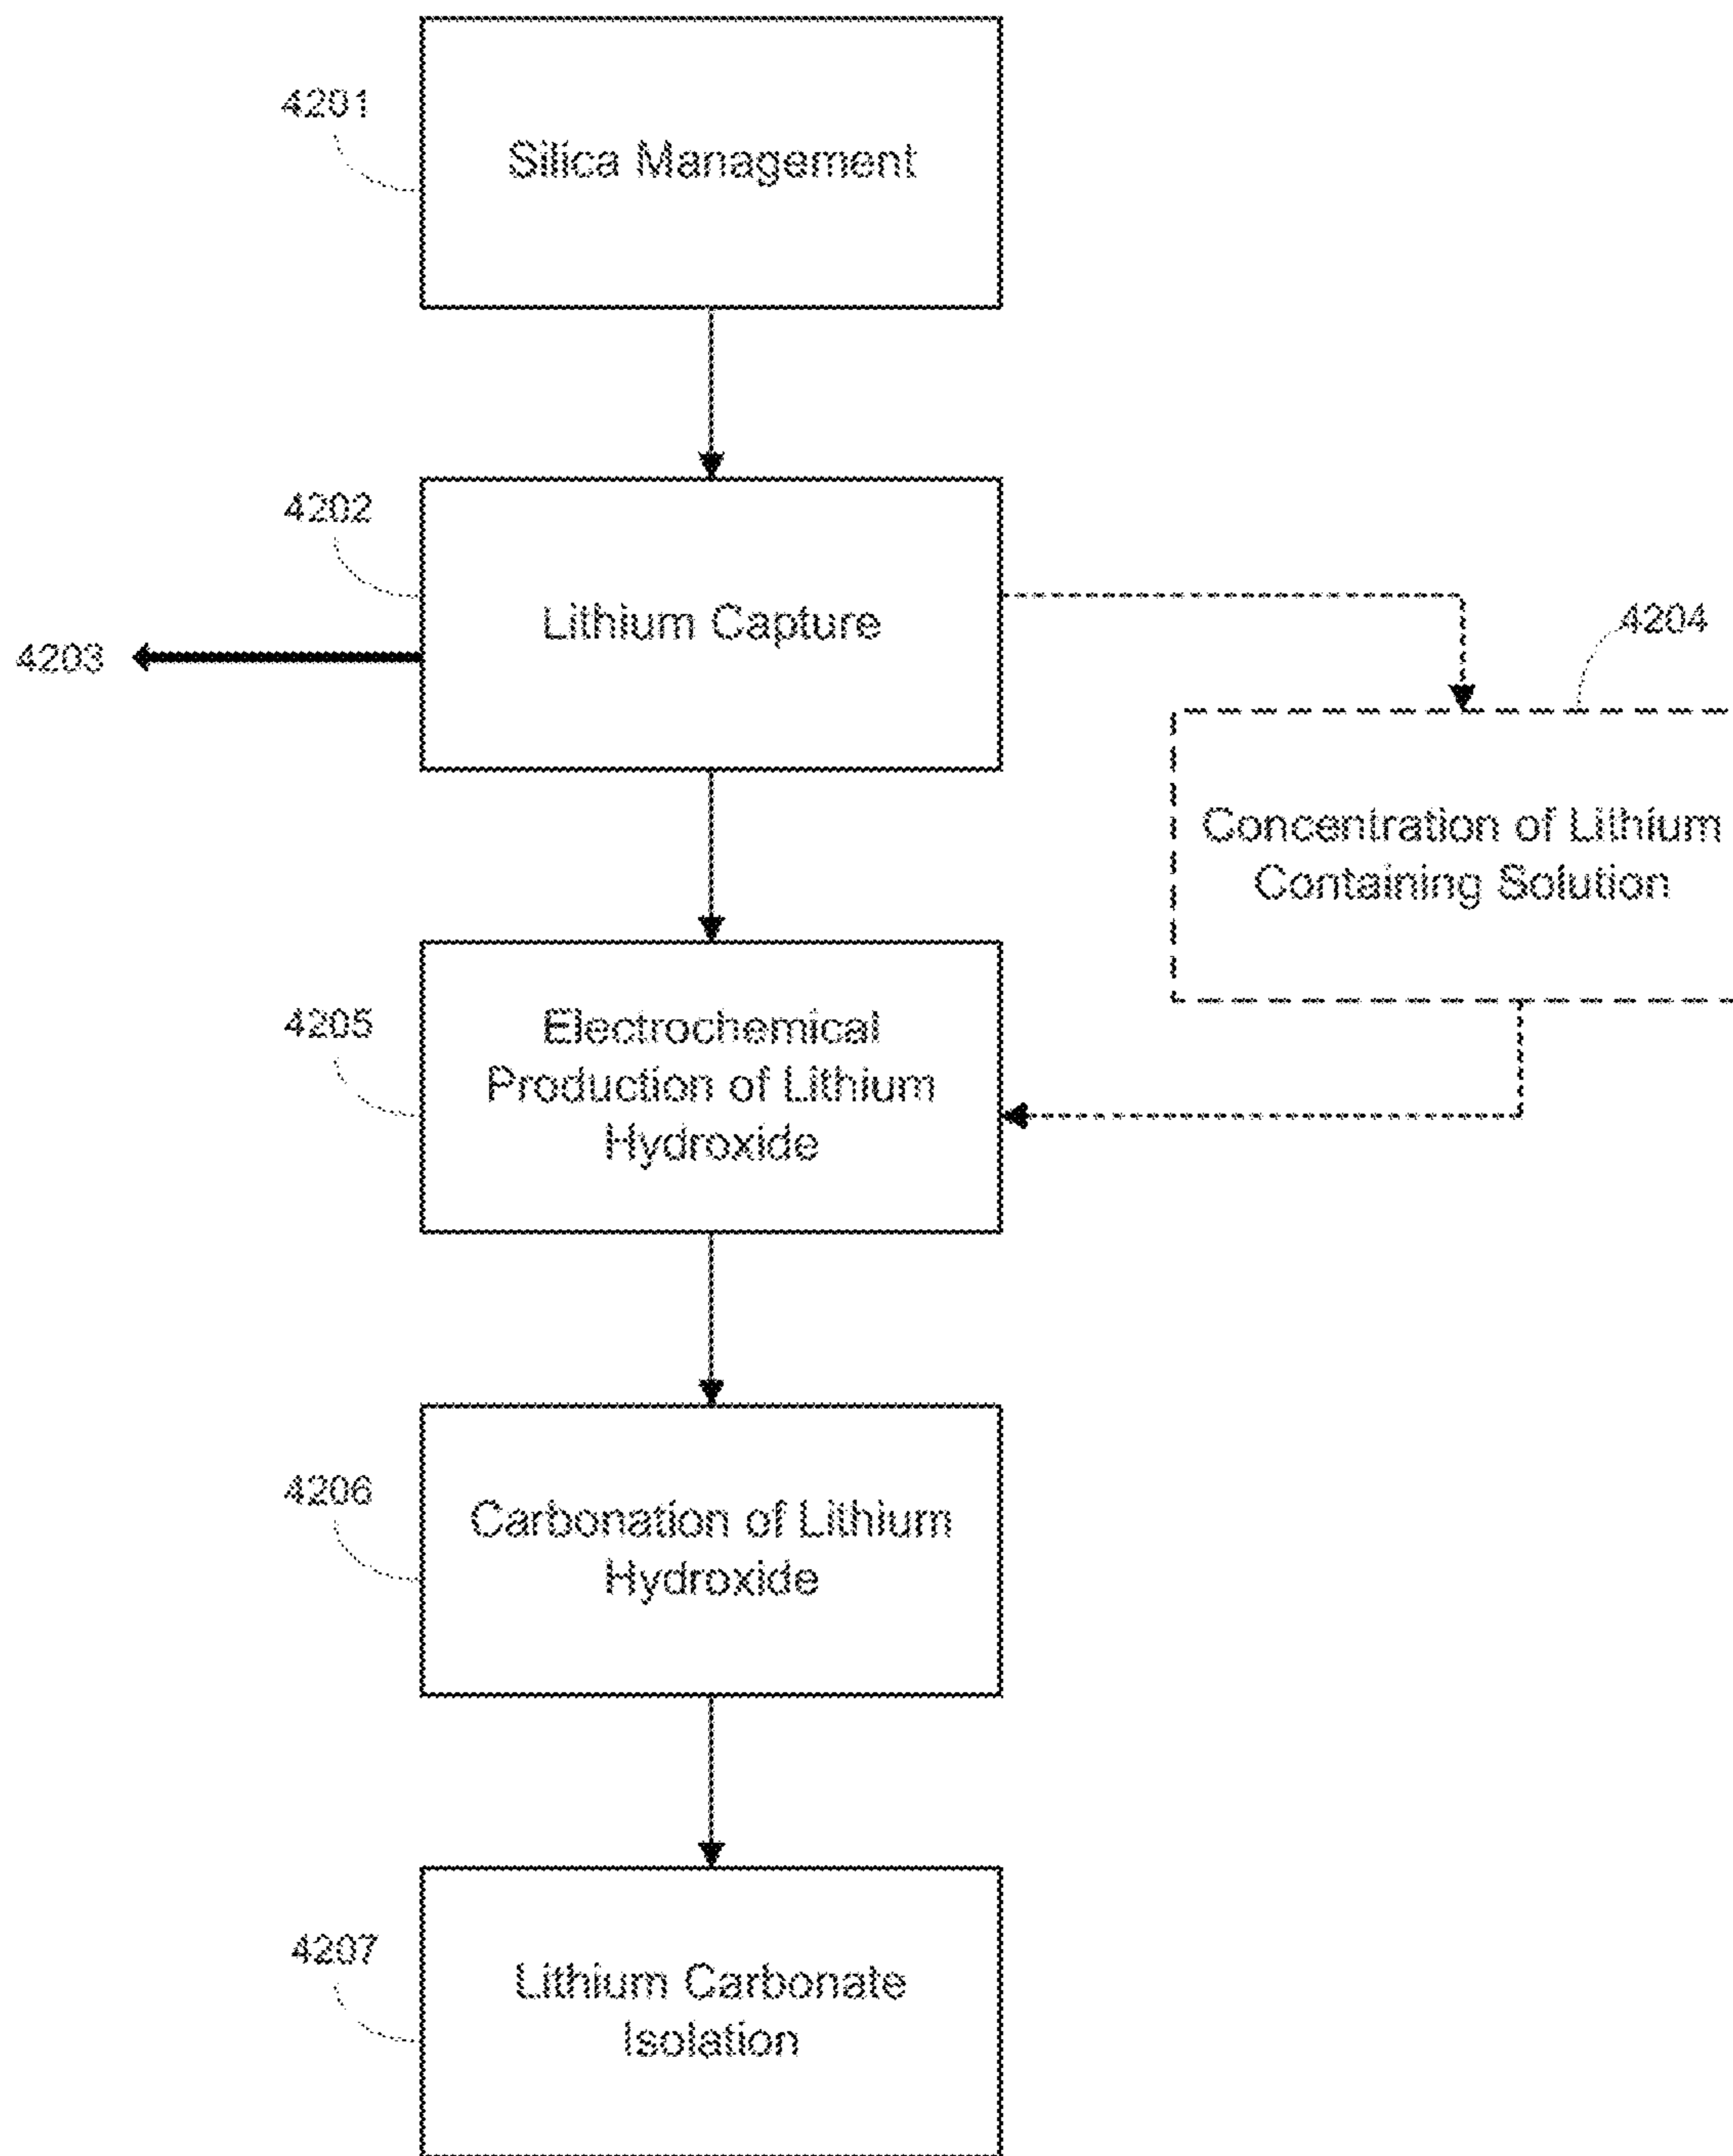 4201
Silica Management
4202
Lithium Capture
4203
4204
Concentration of Lithium
Containing Solution
4205
Electrochemical
Production of Lithium
Hydroxide
4206
Carbonation of Lithium
Hydroxide
4207
Lithium Carbonate
Isolation